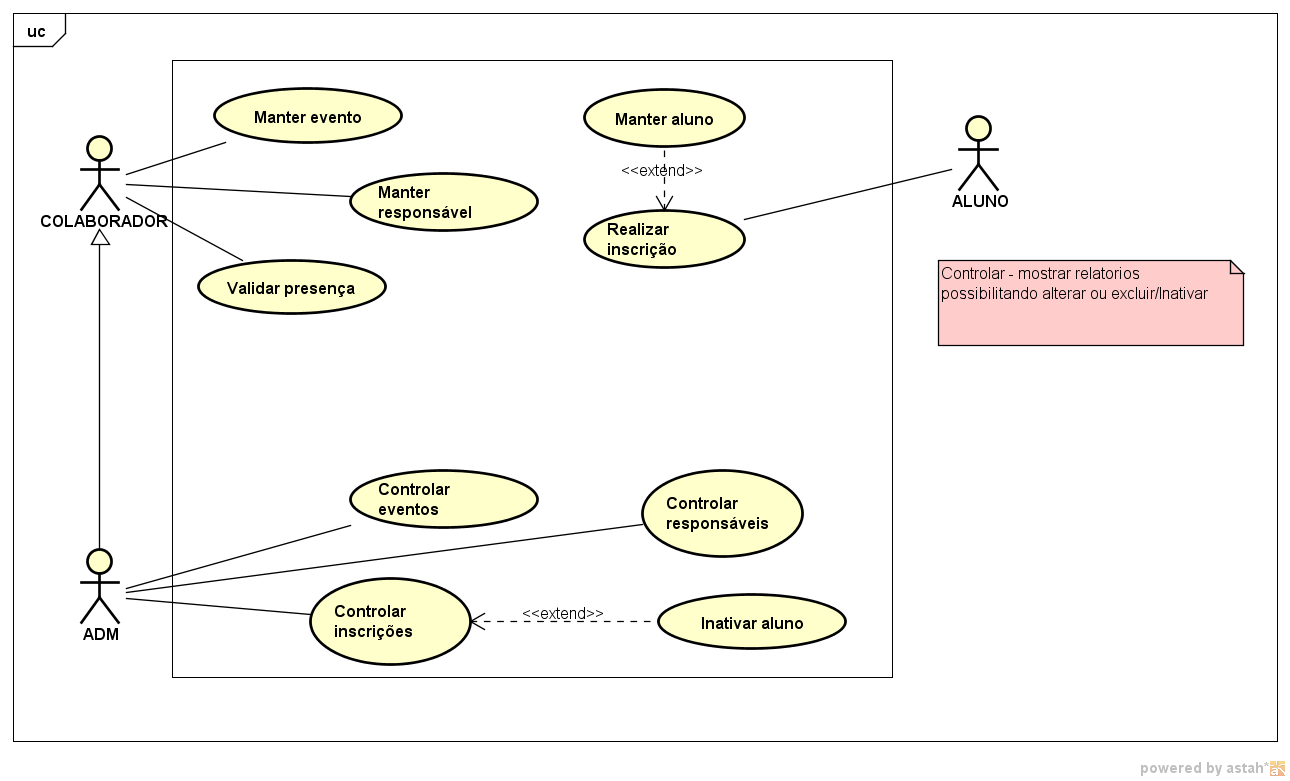 uc
Manter evento
Manter aluno
<<extend>>
Manter
responsável
COLABORADOR
ALUNO
Realizar
inscrição
Validar presença
Controlar - mostrar relatorios
possibilitando alterar ou excluir/Inativar
Controlar
eventos
Controlar
responsáveis
Controlar
inscrições
<<extend>>
Inativar aluno
ADM
powered by astah*